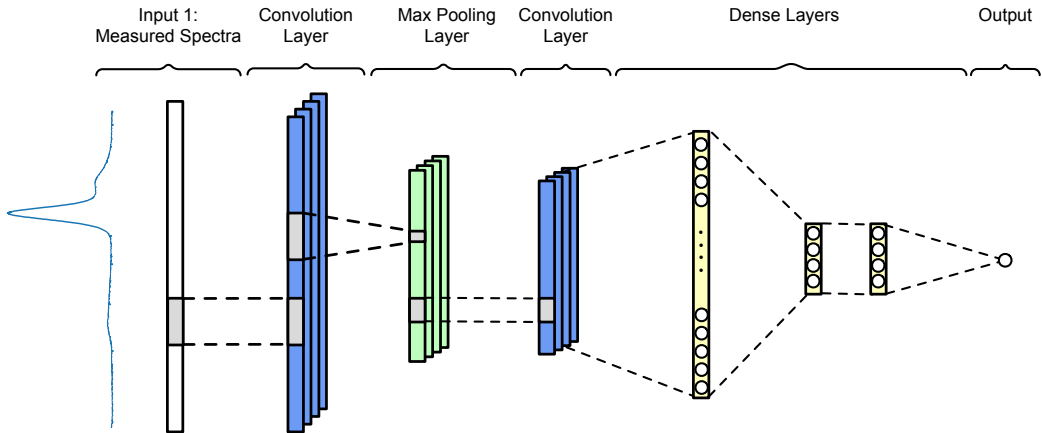 Input 1:
Measured Spectra
Convolution
Layer
Max Pooling
Layer
Convolution
Layer
Dense Layers
Output